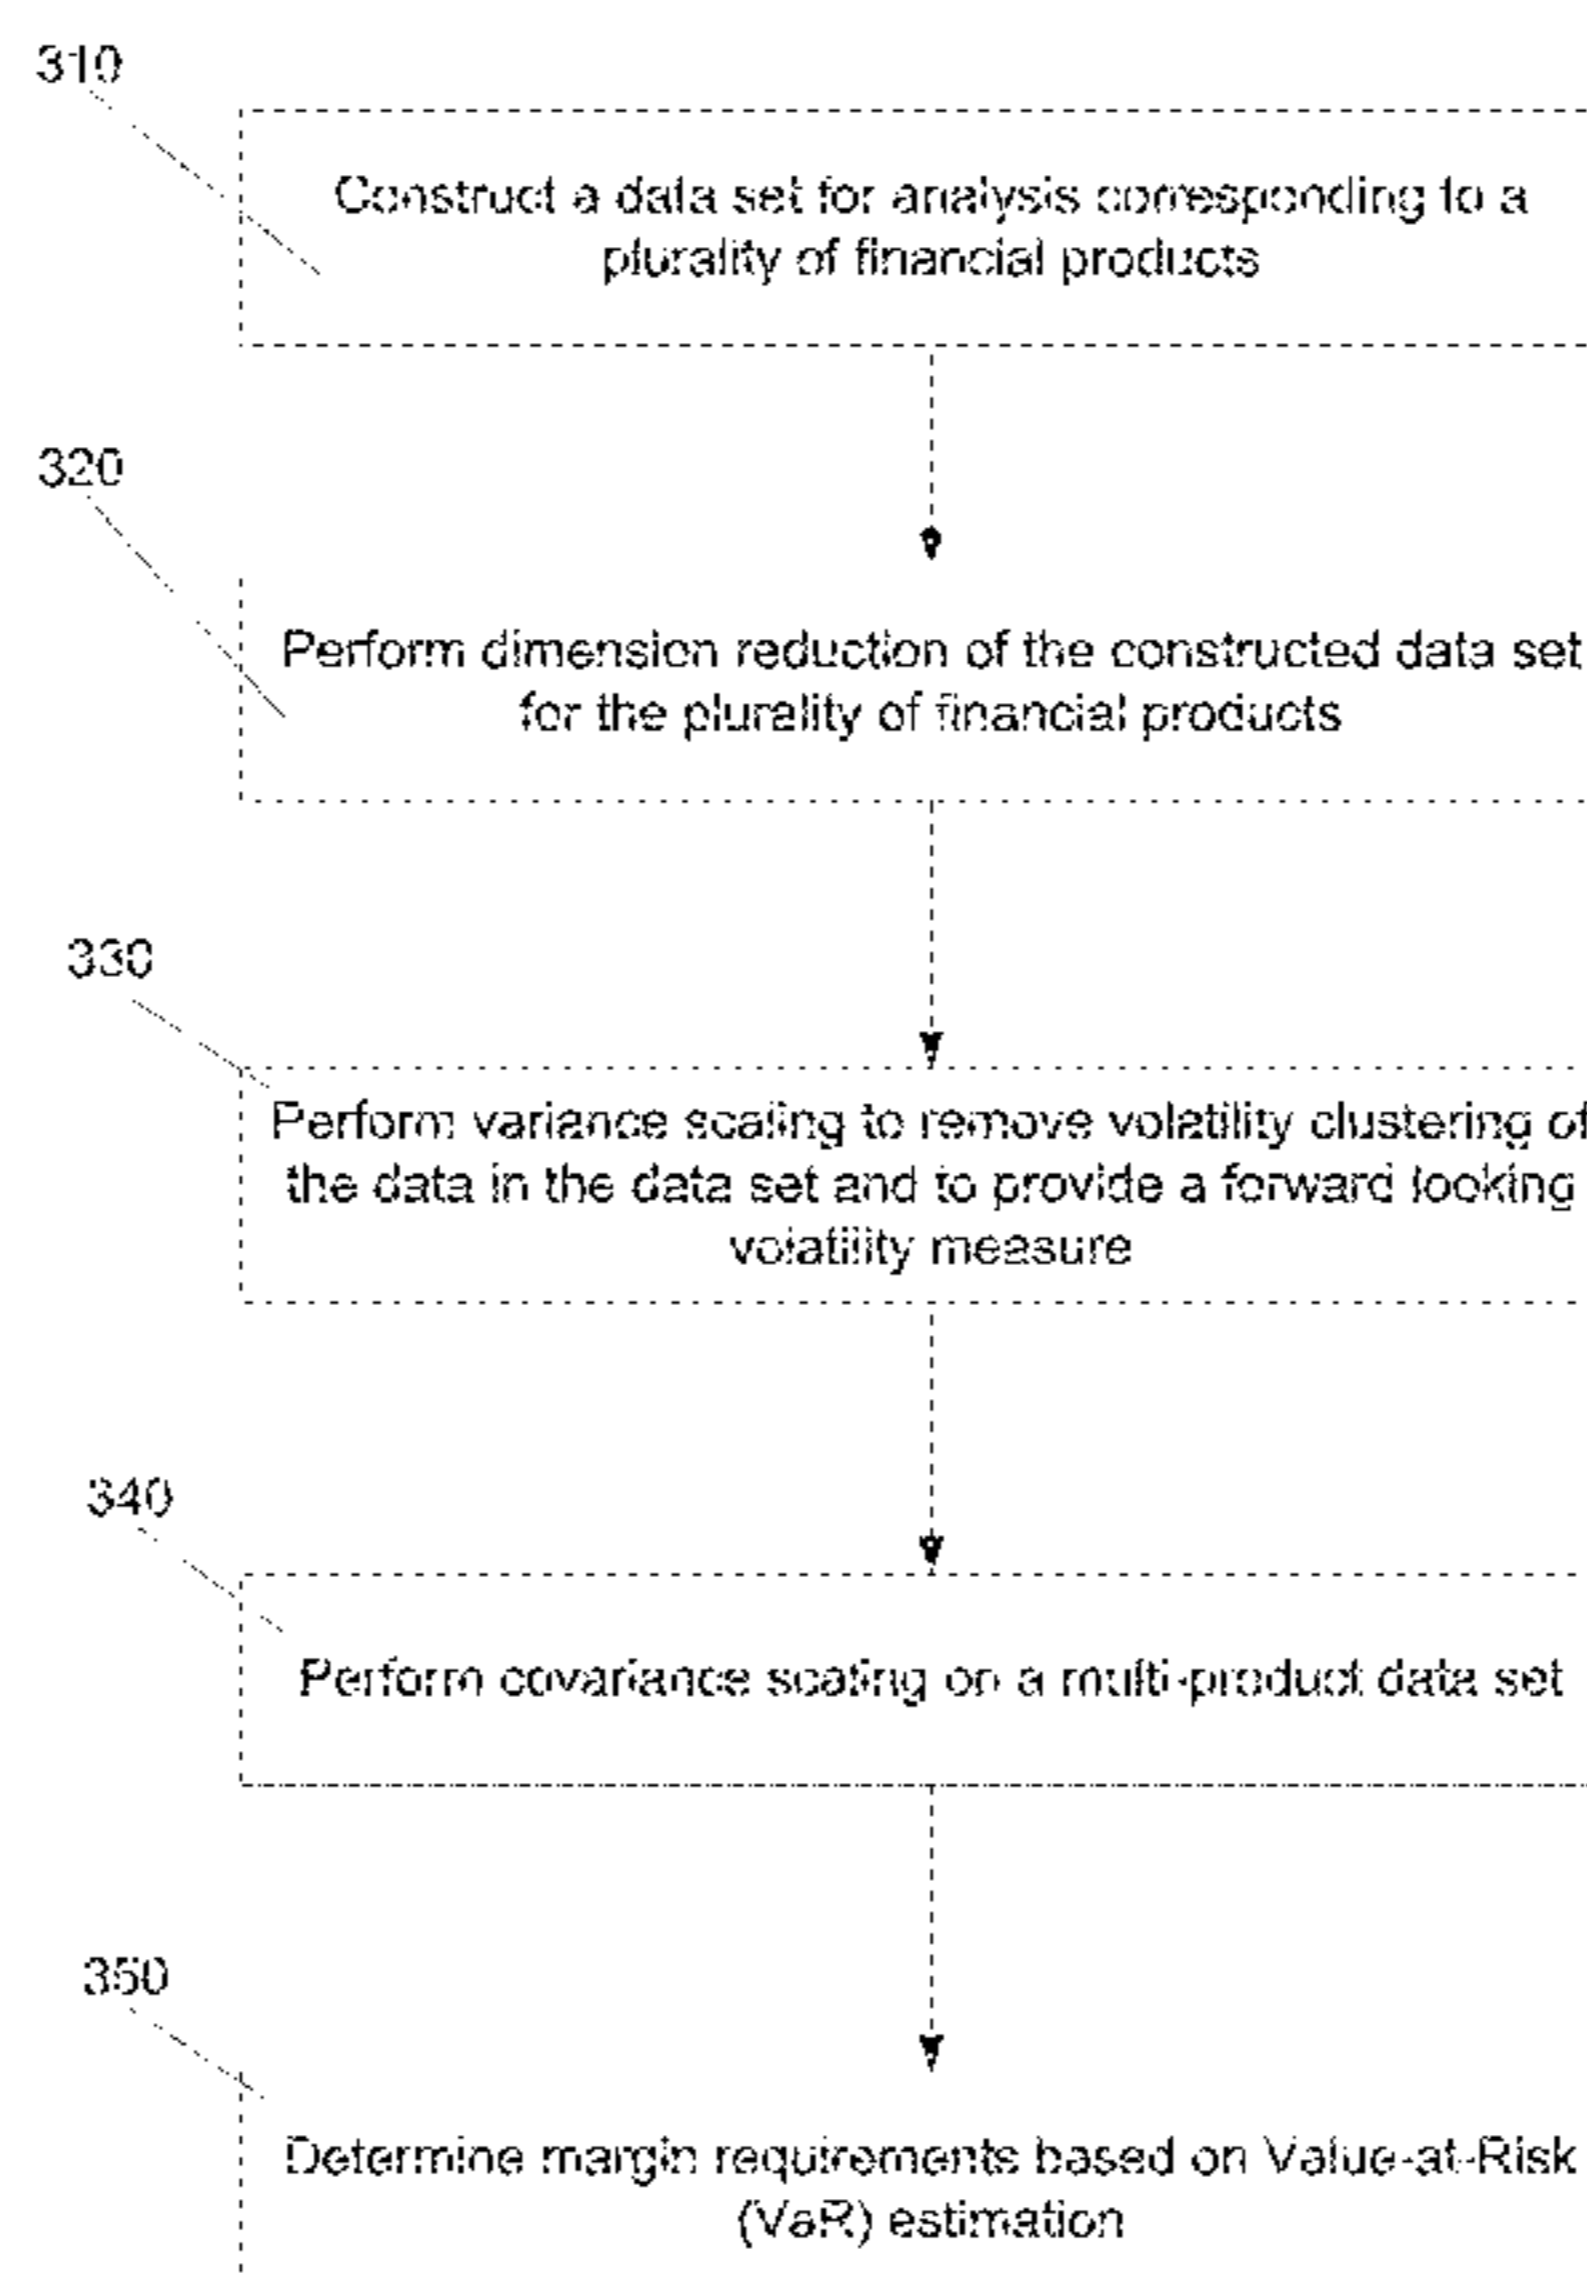 310
Construct a data set for analysis corresponding to a
plurality of financial products
320
Perform dimension reduction of the constructed data set
for the plurality of financial products
330
Perform variance scaling to remove volatility clustering of
the data in the data set and to provide a forward looking
volatility measure
340
Perform covariance scaling on a multi-product data set
350
Determine margin requirements based on Value-at-Risk
(VaR) estimation